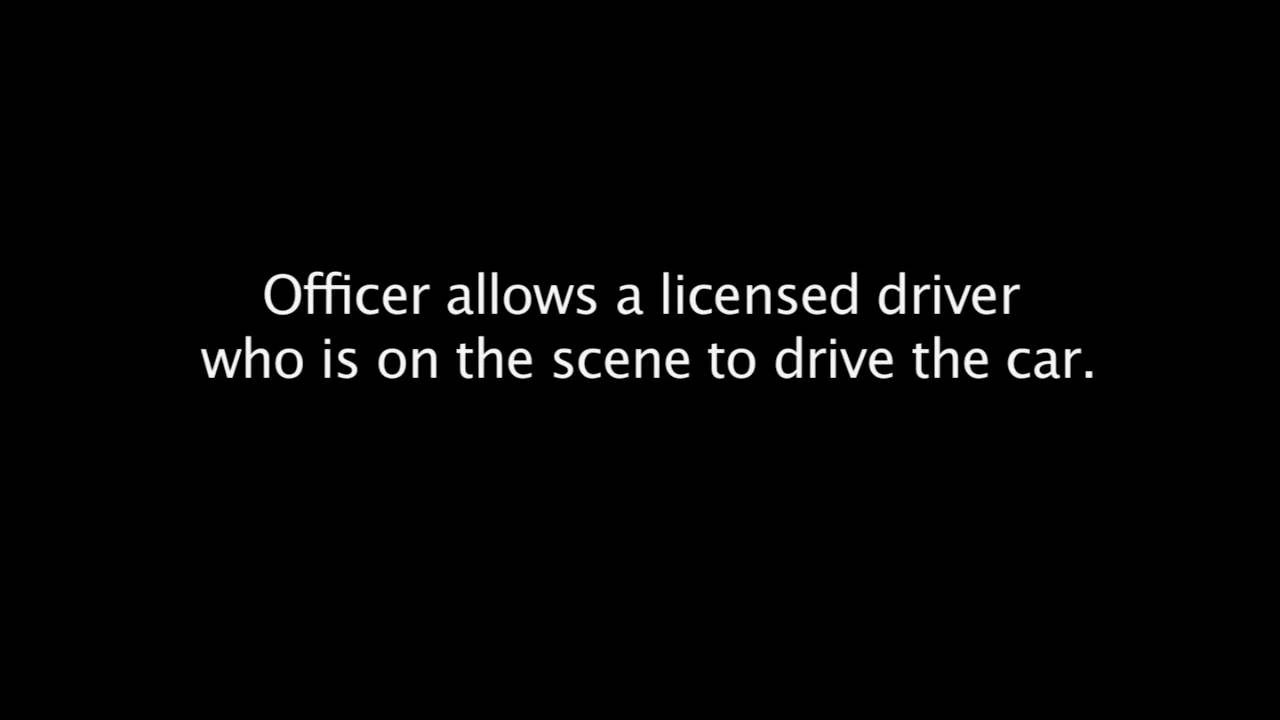 Officer allows a licensed driver
who is on the scene to drive the car.